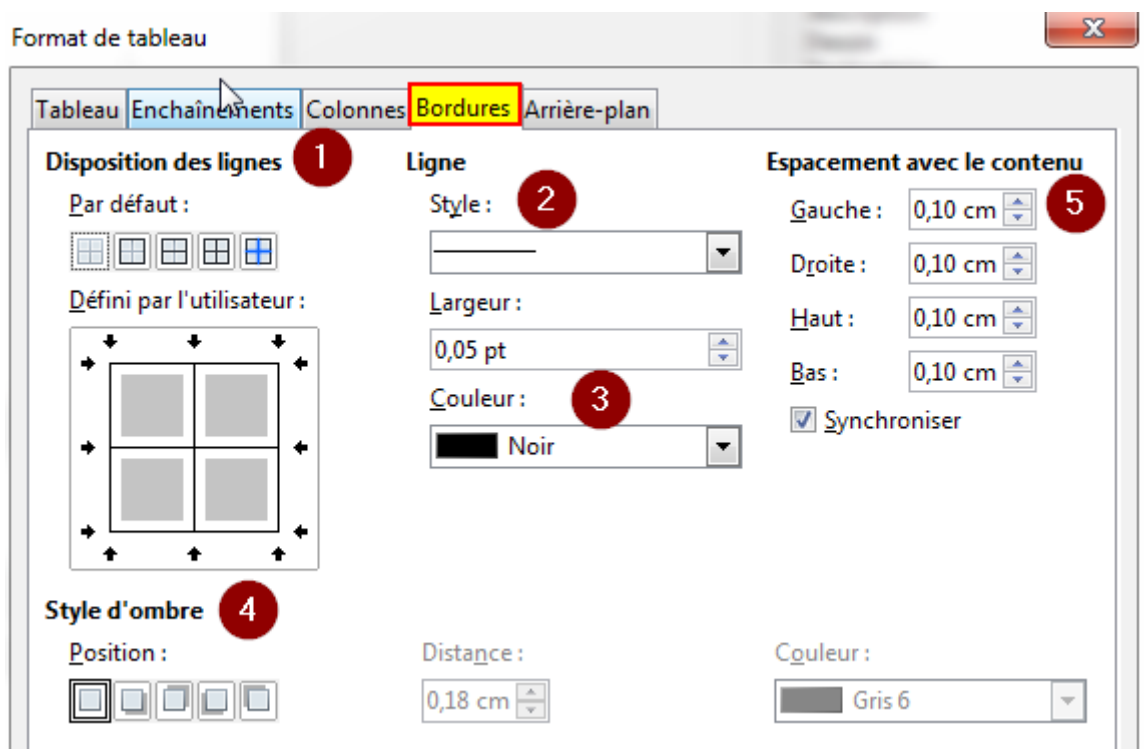 Format de tableau
Tableau Enchaînements Colonnes Bordures Arrière-plan
Disposition des lignes 1
Par défaut :
Défini par l'utilisateur :
Ligne
Style : 2
Largeur :
0,05 pt
Couleur : 3
Noir
Espacement avec le contenu
Gauche : 0,10 cm 5
Droite : 0,10 cm
Haut : 0,10 cm
Bas : 0,10 cm
Synchroniser
Style d'ombre 4
Position :
Distance :
0,18 cm
Couleur :
Gris 6